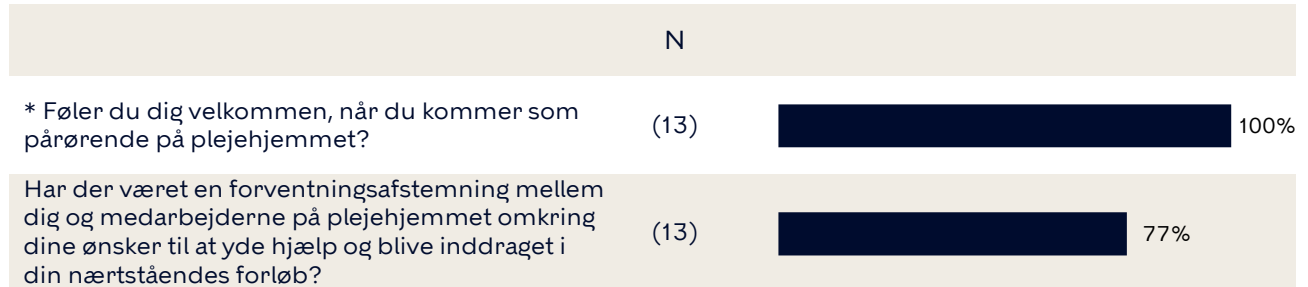 N
* Føler du dig velkommen, når du kommer som
pårørende på plejehjemmet?
(13)
100%
Har der været en forventningsafstemning mellem
dig og medarbejderne på plejehjemmet omkring
dine ønsker til at yde hjælp og blive inddraget i
din nærtståendes forløb?
(13)
77%